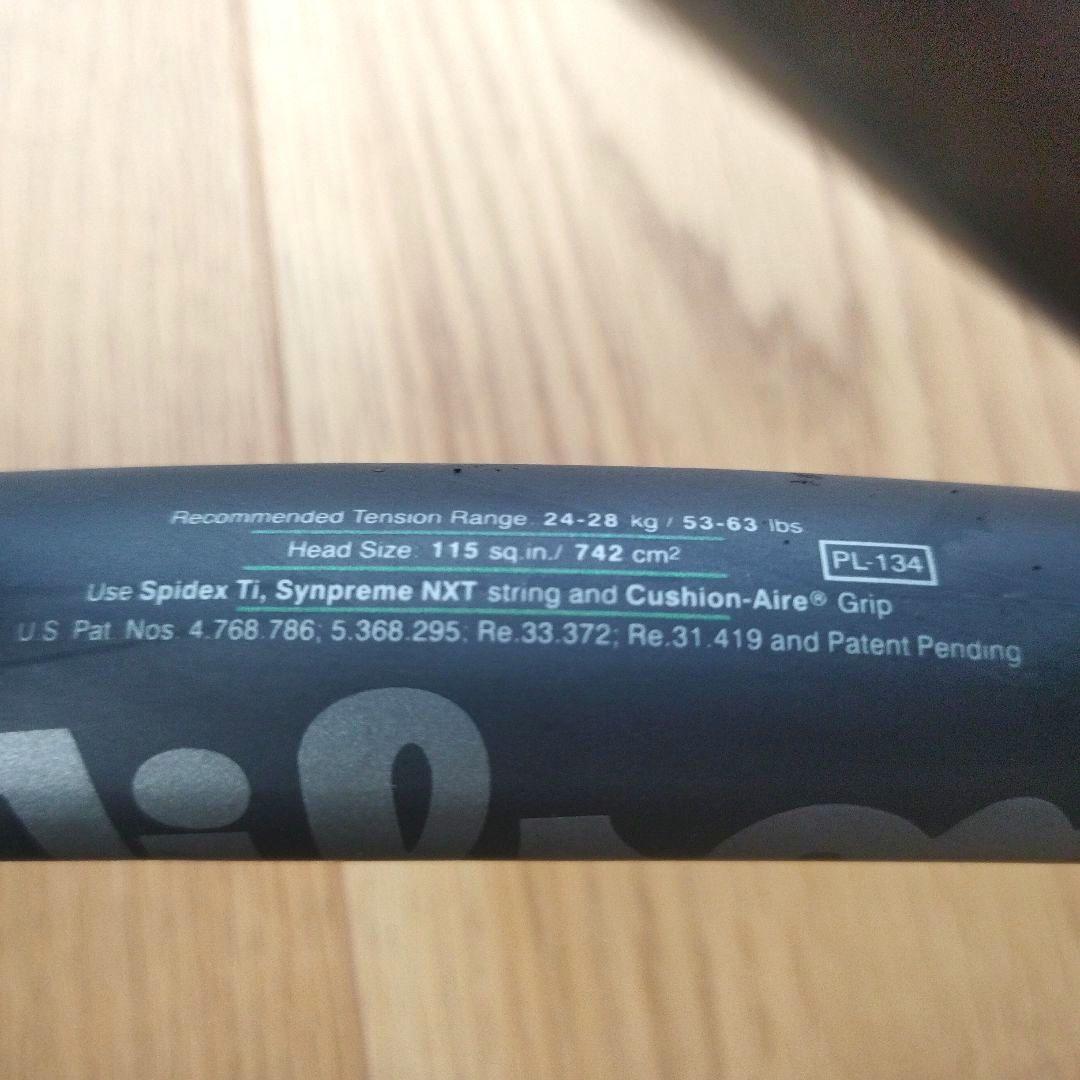 Recommended Tension Range: 24-28 kg / 53-63 lbs
Head Size: 115 sq.in./ 742 cm²
PL-134
Use Spidex Ti, Synpreme NXT string and Cushion-Aire® Grip
U.S. Pat. Nos. 4.768.786; 5.368.295; Re.33.372; Re.31.419 and Patent Pending
Wilson